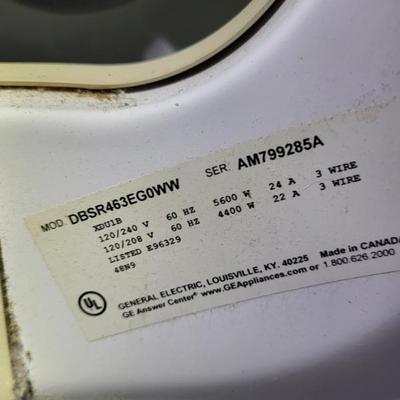 MOD. DBSR463EG0WW SER. AM799285A
XDU1B
120/240 V 60 HZ 5600 W 24 A 3 WIRE
120/208 V 60 HZ 4400 W 22 A 3 WIRE
LISTED E96329
48N9
UL
GENERAL ELECTRIC, LOUISVILLE, KY. 40225 Made in CANADA
GE Answer Center® www.GEAppliances.com or 1.800.626.2000